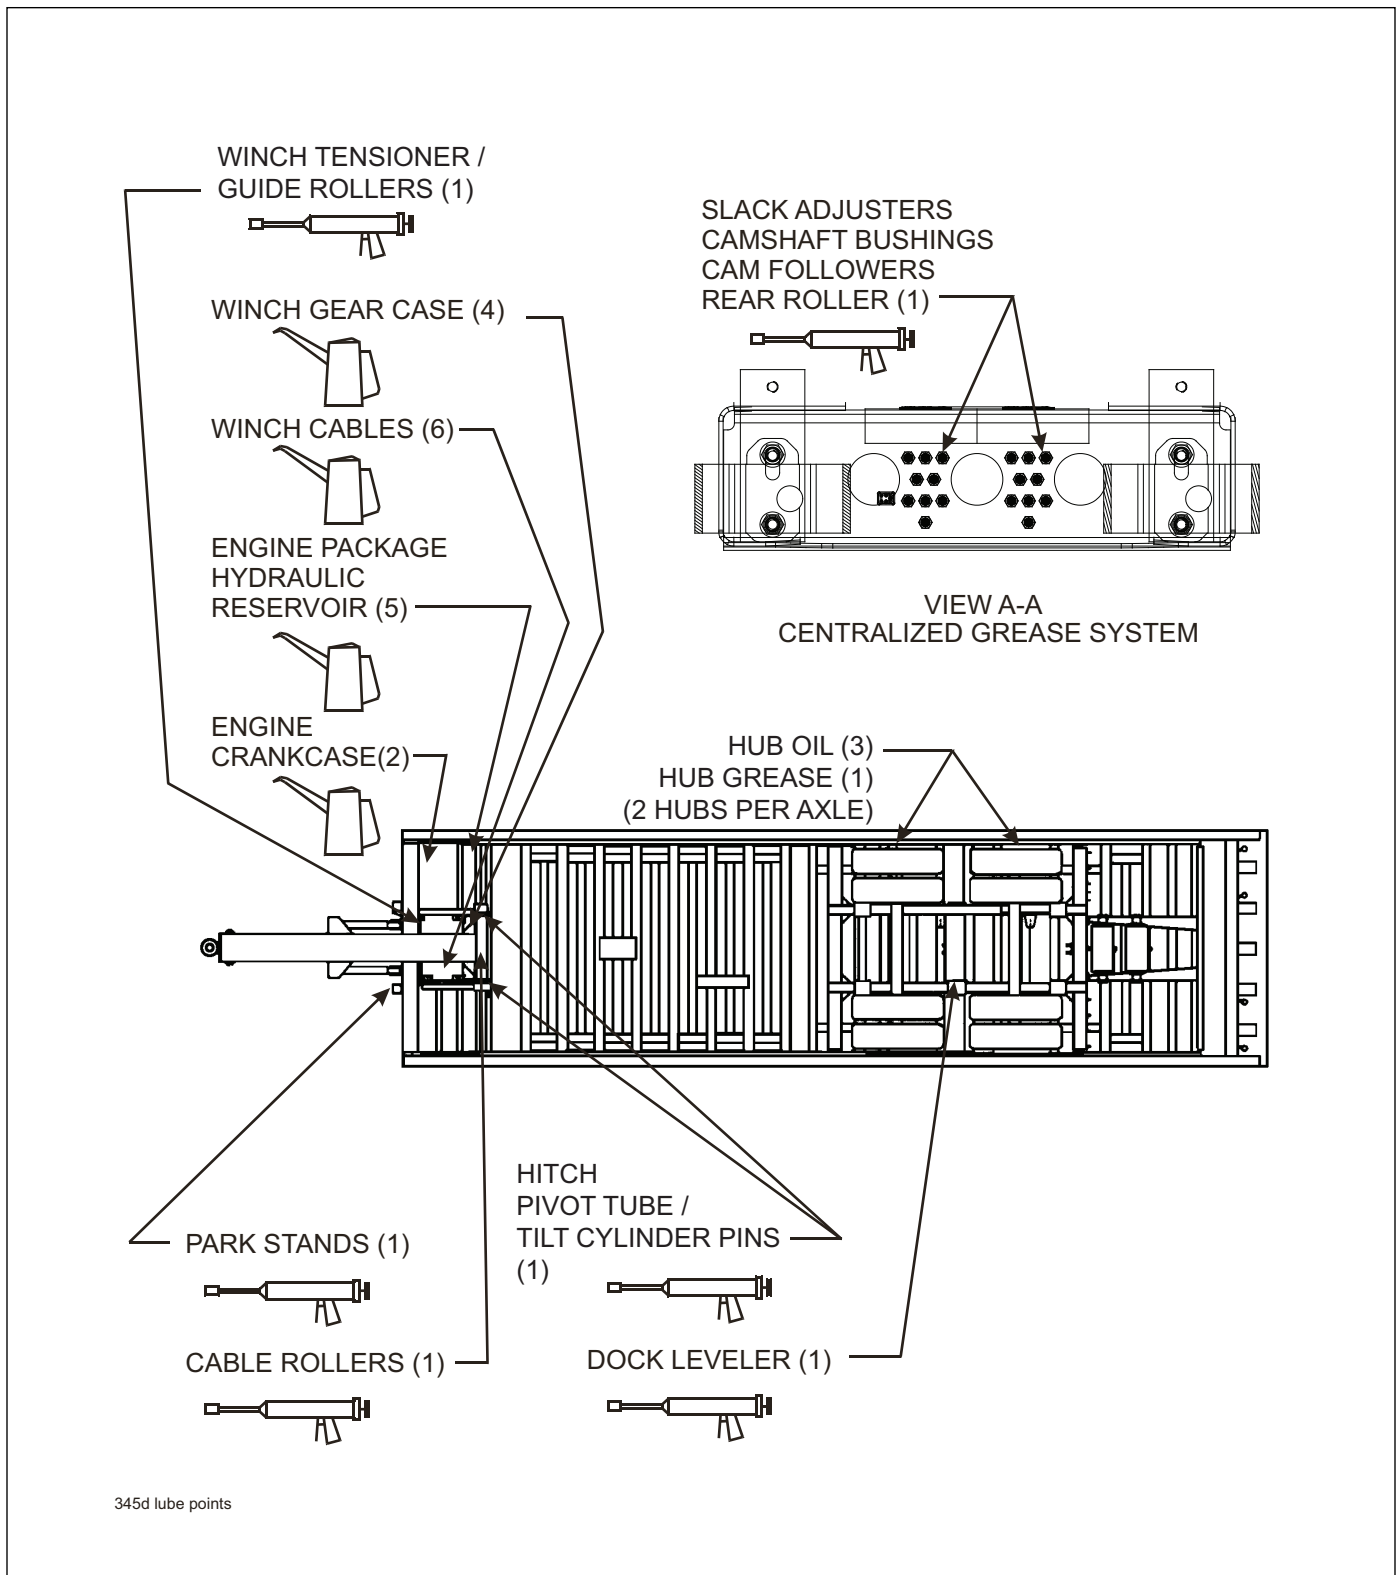 WINCH TENSIONER /
GUIDE ROLLERS (1)
SLACK ADJUSTERS
CAMSHAFT BUSHINGS
CAM FOLLOWERS
REAR ROLLER (1)
WINCH GEAR CASE (4)
WINCH CABLES (6)
ENGINE PACKAGE
HYDRAULIC
RESERVOIR (5)
VIEW A-A
CENTRALIZED GREASE SYSTEM
ENGINE
CRANKCASE(2)
HUB OIL (3)
HUB GREASE (1)
(2 HUBS PER AXLE)
HITCH
PIVOT TUBE /
TILT CYLINDER PINS
(1)
PARK STANDS (1)
CABLE ROLLERS (1)
DOCK LEVELER (1)
345d lube points